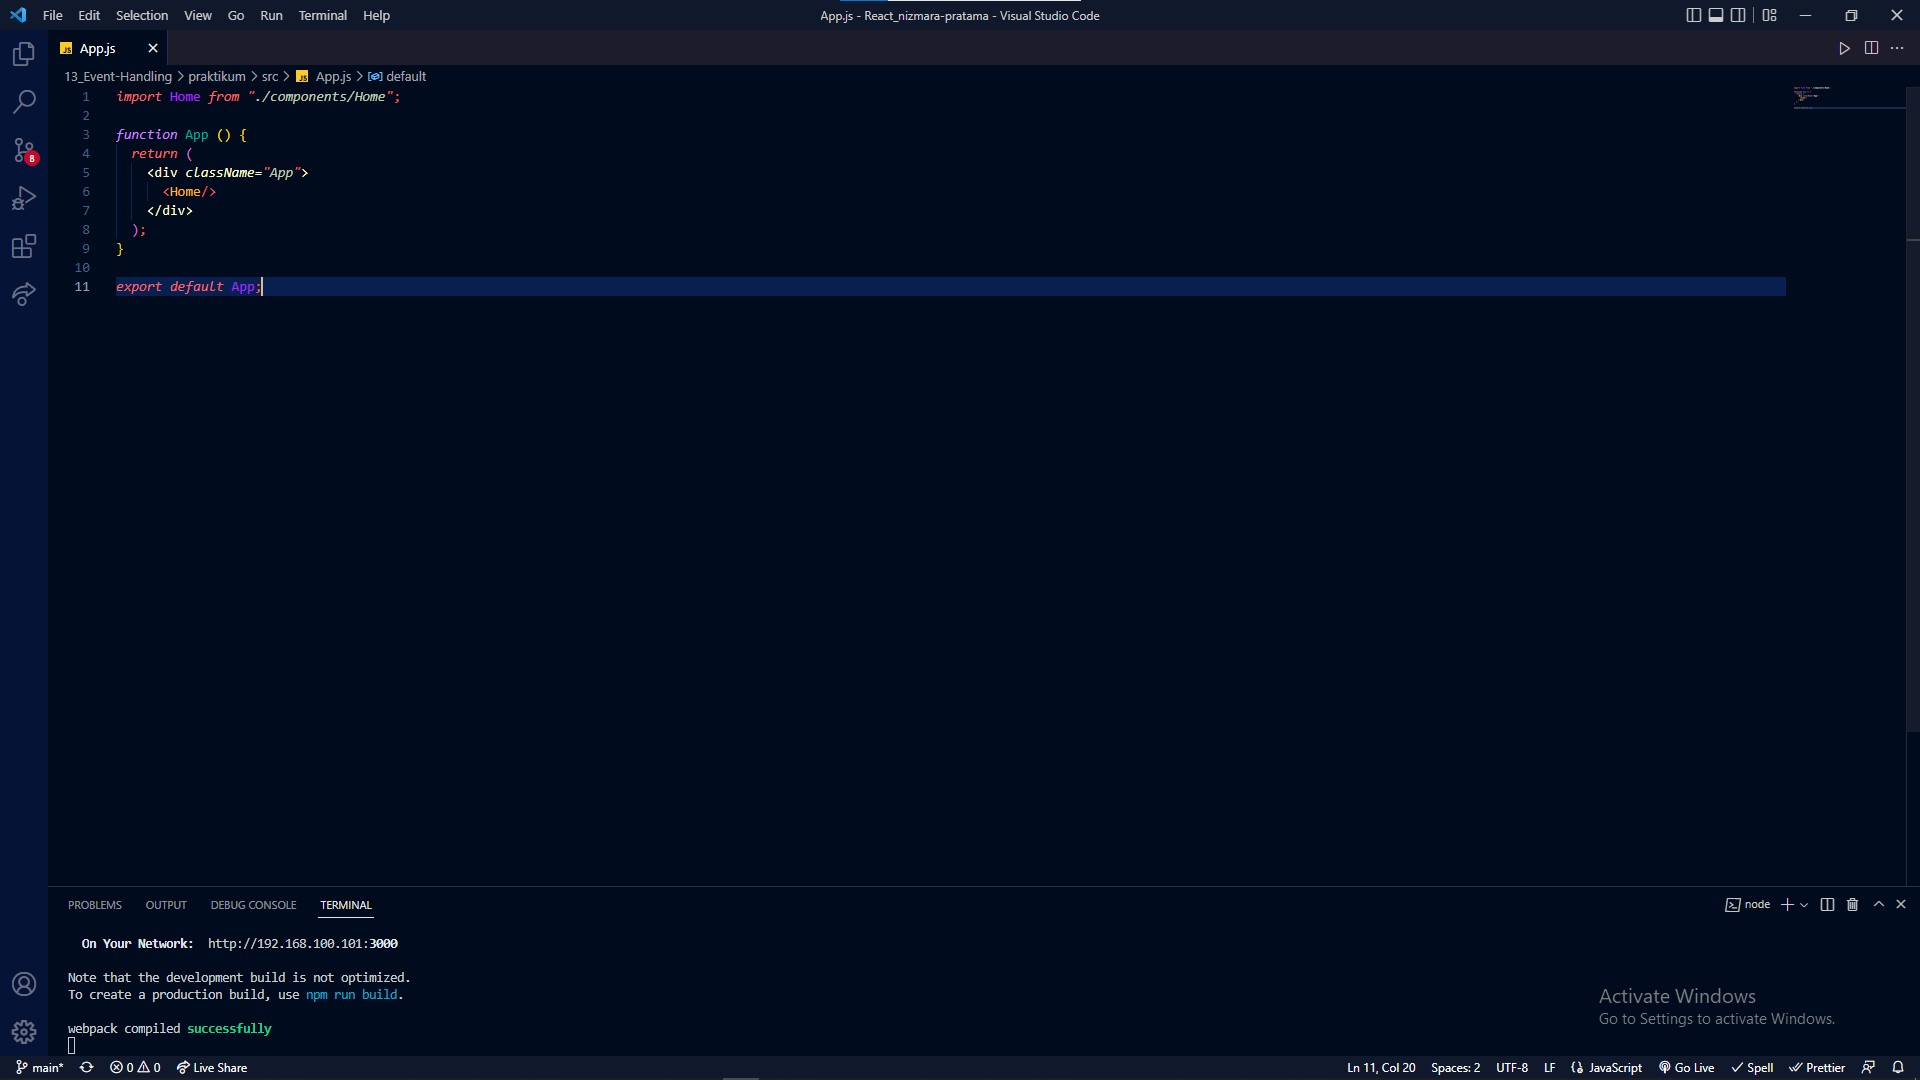 File Edit Selection View Go Run Terminal Help App.js - React_nizmara-pratama - Visual Studio Code
JS App.js
13_Event-Handling > praktikum > src > JS App.js > default
1 import Home from "./components/Home";
2
3 function App () {
4 return (
5 <div className="App">
6 <Home/>
7 </div>
8 );
9 }
10
11 export default App;
8
PROBLEMS OUTPUT DEBUG CONSOLE TERMINAL node
On Your Network: http://192.168.100.101:3000
Note that the development build is not optimized.
To create a production build, use npm run build.
webpack compiled successfully
Activate Windows
Go to Settings to activate Windows.
main* 0 0 Live Share Ln 11, Col 20 Spaces: 2 UTF-8 LF JavaScript Go Live Spell Prettier